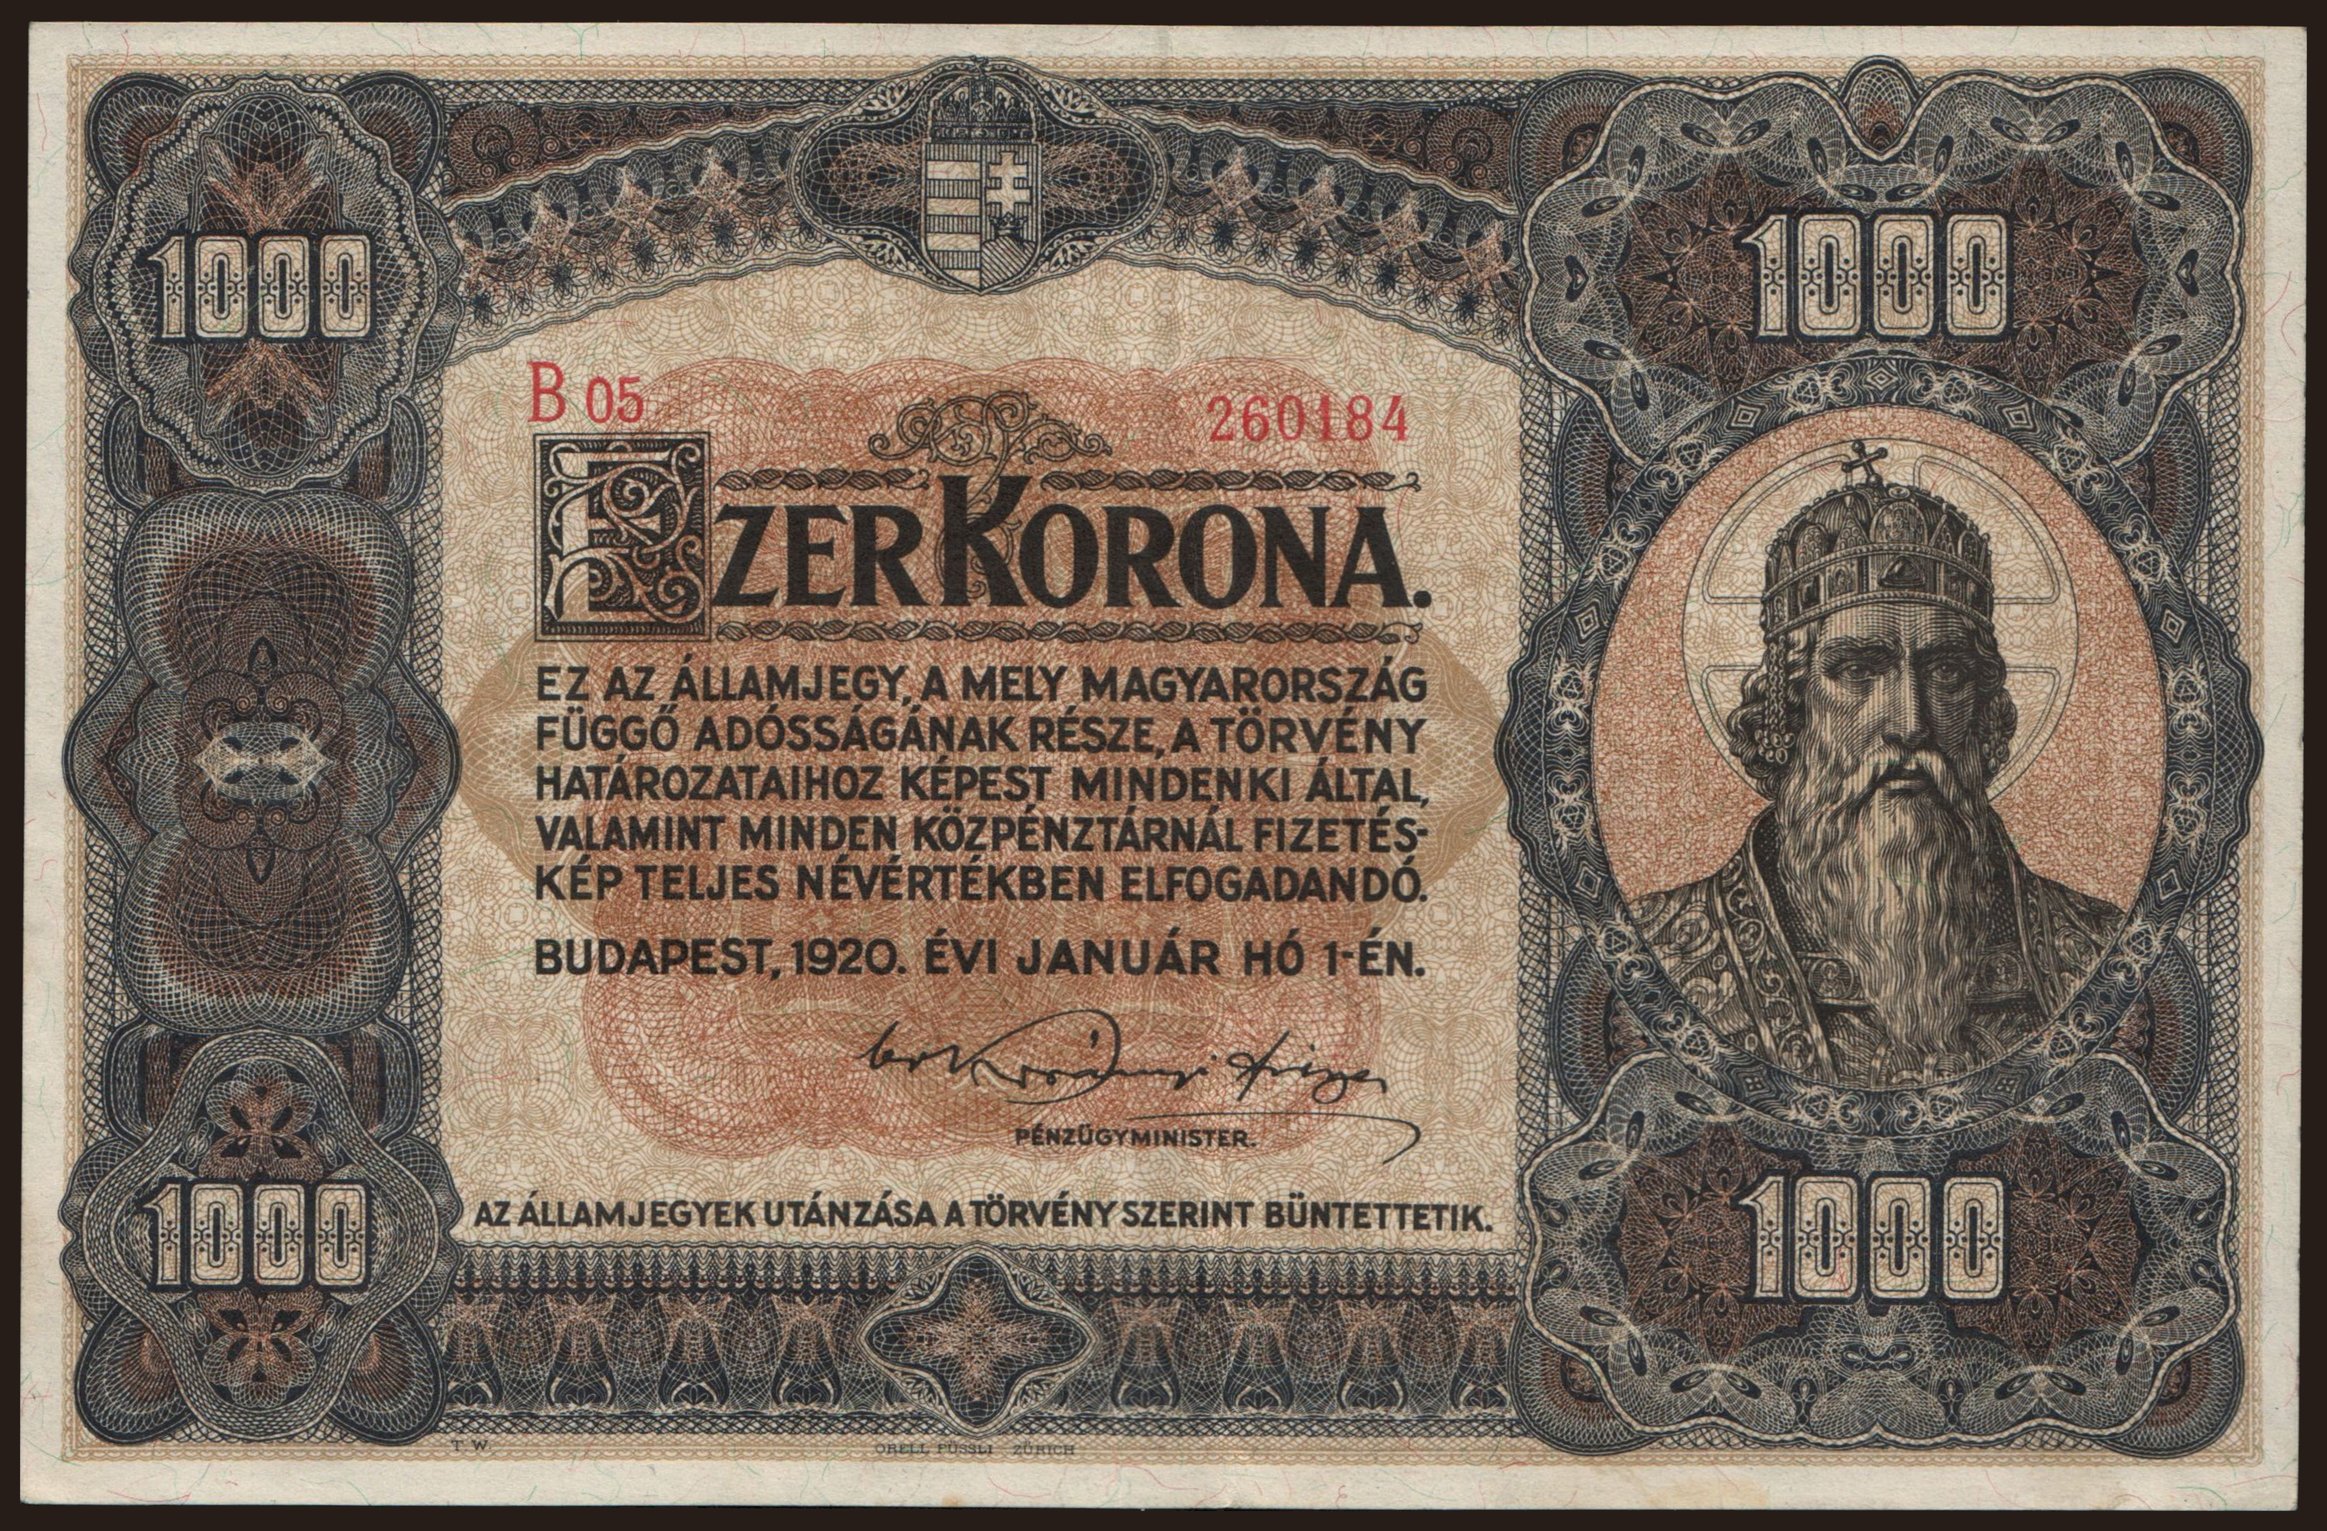 1000
1000
B 05
260184
EZER KORONA.
EZ AZ ÁLLAMJEGY, A MELY MAGYARORSZÁG
FÜGGŐ ADÓSSÁGÁNAK RÉSZE, A TÖRVÉNY
HATÁROZATAIHOZ KÉPEST MINDENKI ÁLTAL,
VALAMINT MINDEN KÖZPÉNZTÁRNÁL FIZETÉS-
KÉP TELJES NÉVÉRTÉKBEN ELFOGADANDÓ.
BUDAPEST, 1920. ÉVI JANUÁR HÓ 1-ÉN.
PÉNZÜGYMINISTER.
1000
1000
AZ ÁLLAMJEGYEK UTÁNZÁSA A TÖRVÉNY SZERINT BÜNTETTETIK.
T. W.
ORELL FÜSSLI ZÜRICH